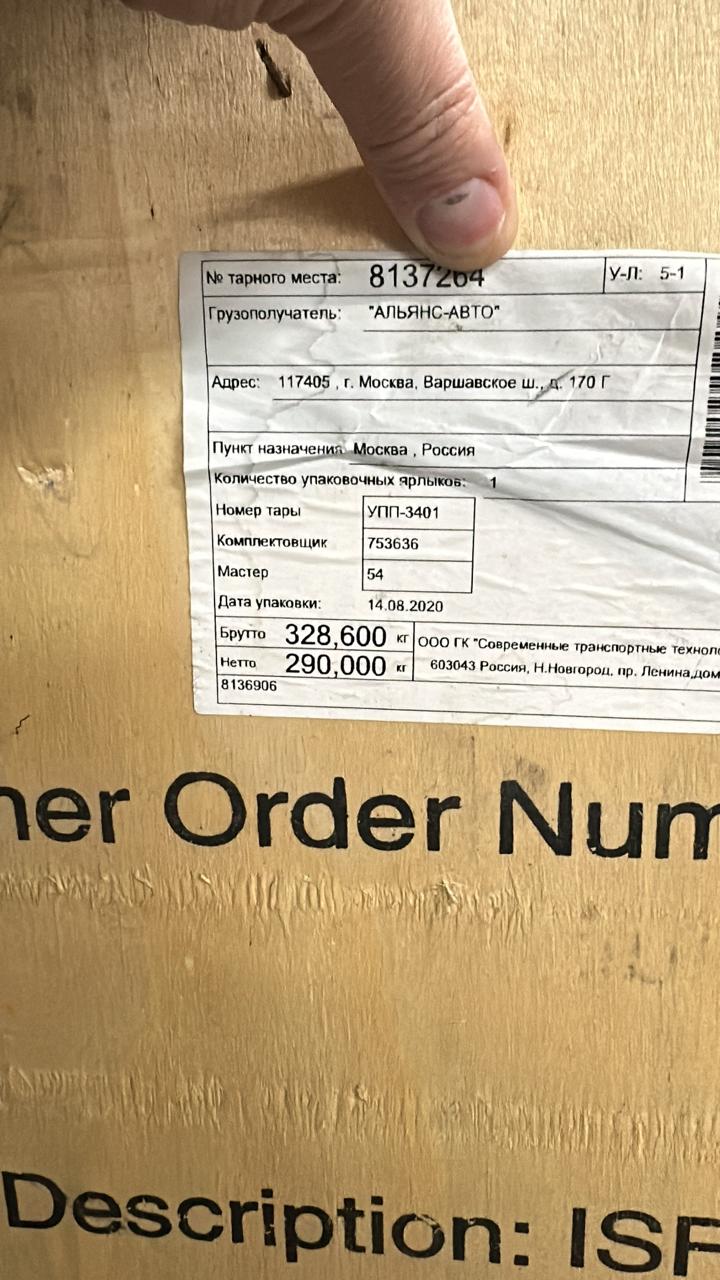 № тарного места: 8137264 У-Л: 5-1
Грузополучатель: "АЛЬЯНС-АВТО"
Адрес: 117405 , г. Москва, Варшавское ш., д. 170 Г
Пункт назначения: Москва , Россия
Количество упаковочных ярлыков: 1
Номер тары УПП-3401
Комплектовщик 753636
Мастер 54
Дата упаковки: 14.08.2020
Брутто 328,600 кг ООО ГК "Современные транспортные технол
Нетто 290,000 кг 603043 Россия, Н.Новгород, пр. Ленина,дом
8136906
ner Order Num
Description: ISF